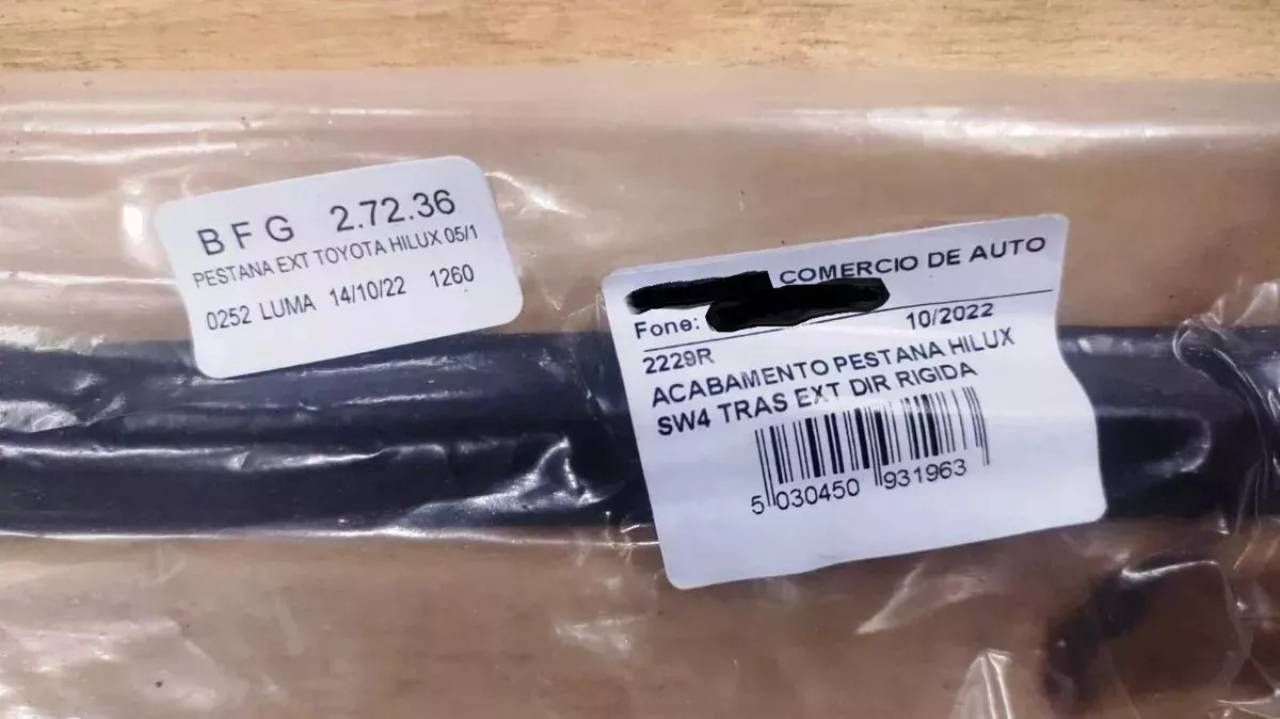 BFG 2.72.36
PESTANA EXT TOYOTA HILUX 05/1
0252 LUMA 14/10/22 1260
COMERCIO DE AUTO
Fone:
10/2022
2229R
ACABAMENTO PESTANA HILUX
SW4 TRAS EXT DIR RIGIDA
5 030450 931963